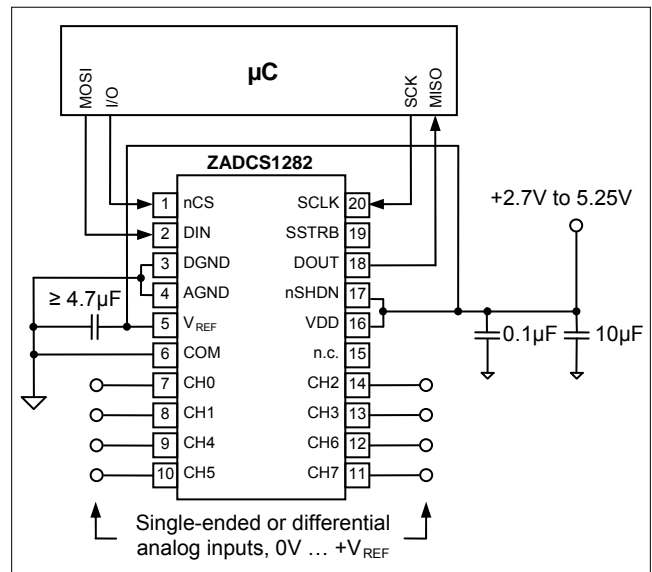 µC
MOSI
I/O
SCK
MISO
ZADCS1282
1 nCS SCLK 20
2 DIN SSTRB 19
3 DGND DOUT 18
4 AGND nSHDN 17
5 VREF VDD 16
6 COM n.c. 15
7 CH0 CH2 14
8 CH1 CH3 13
9 CH4 CH6 12
10 CH5 CH7 11
+2.7V to 5.25V
≥ 4.7µF
0.1µF
10µF
Single-ended or differential
analog inputs, 0V … +VREF